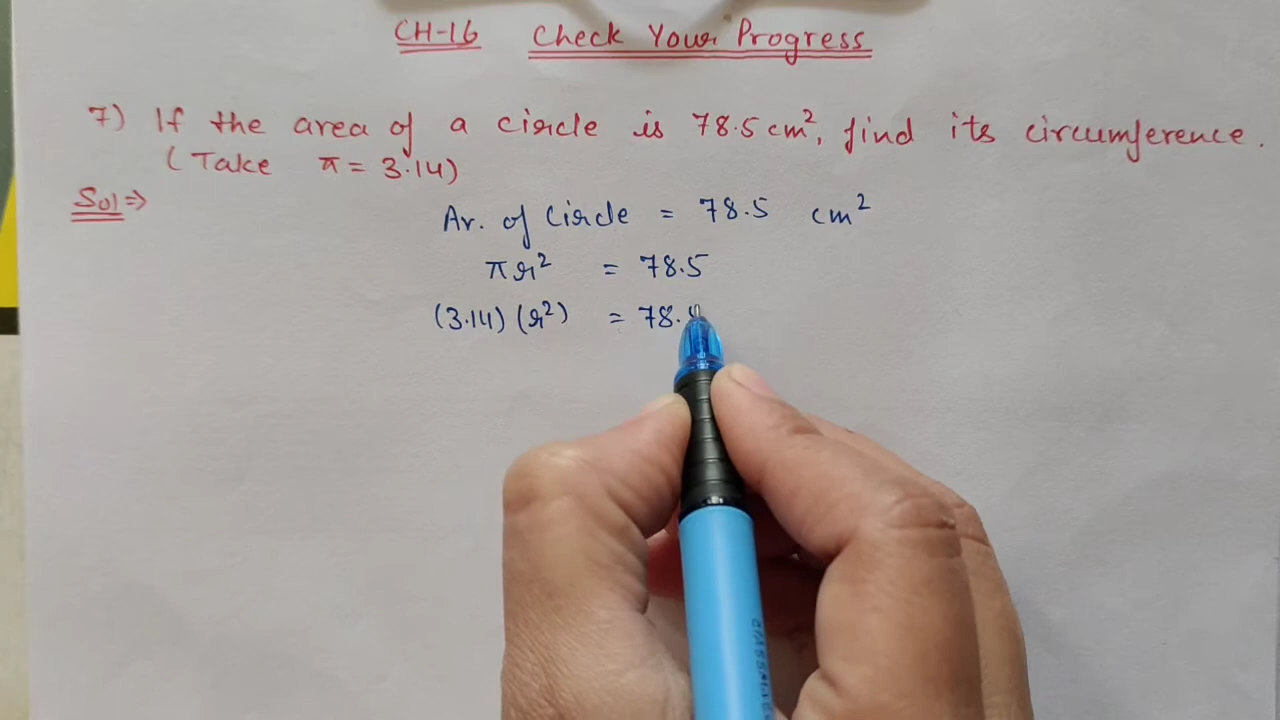 CH-16 Check Your Progress
7) If the area of a circle is 78.5 cm², find its circumference.
(Take π = 3.14)
Sol⇒
Ar. of Circle = 78.5 cm²
πr² = 78.5
(3.14) (r²) = 78.